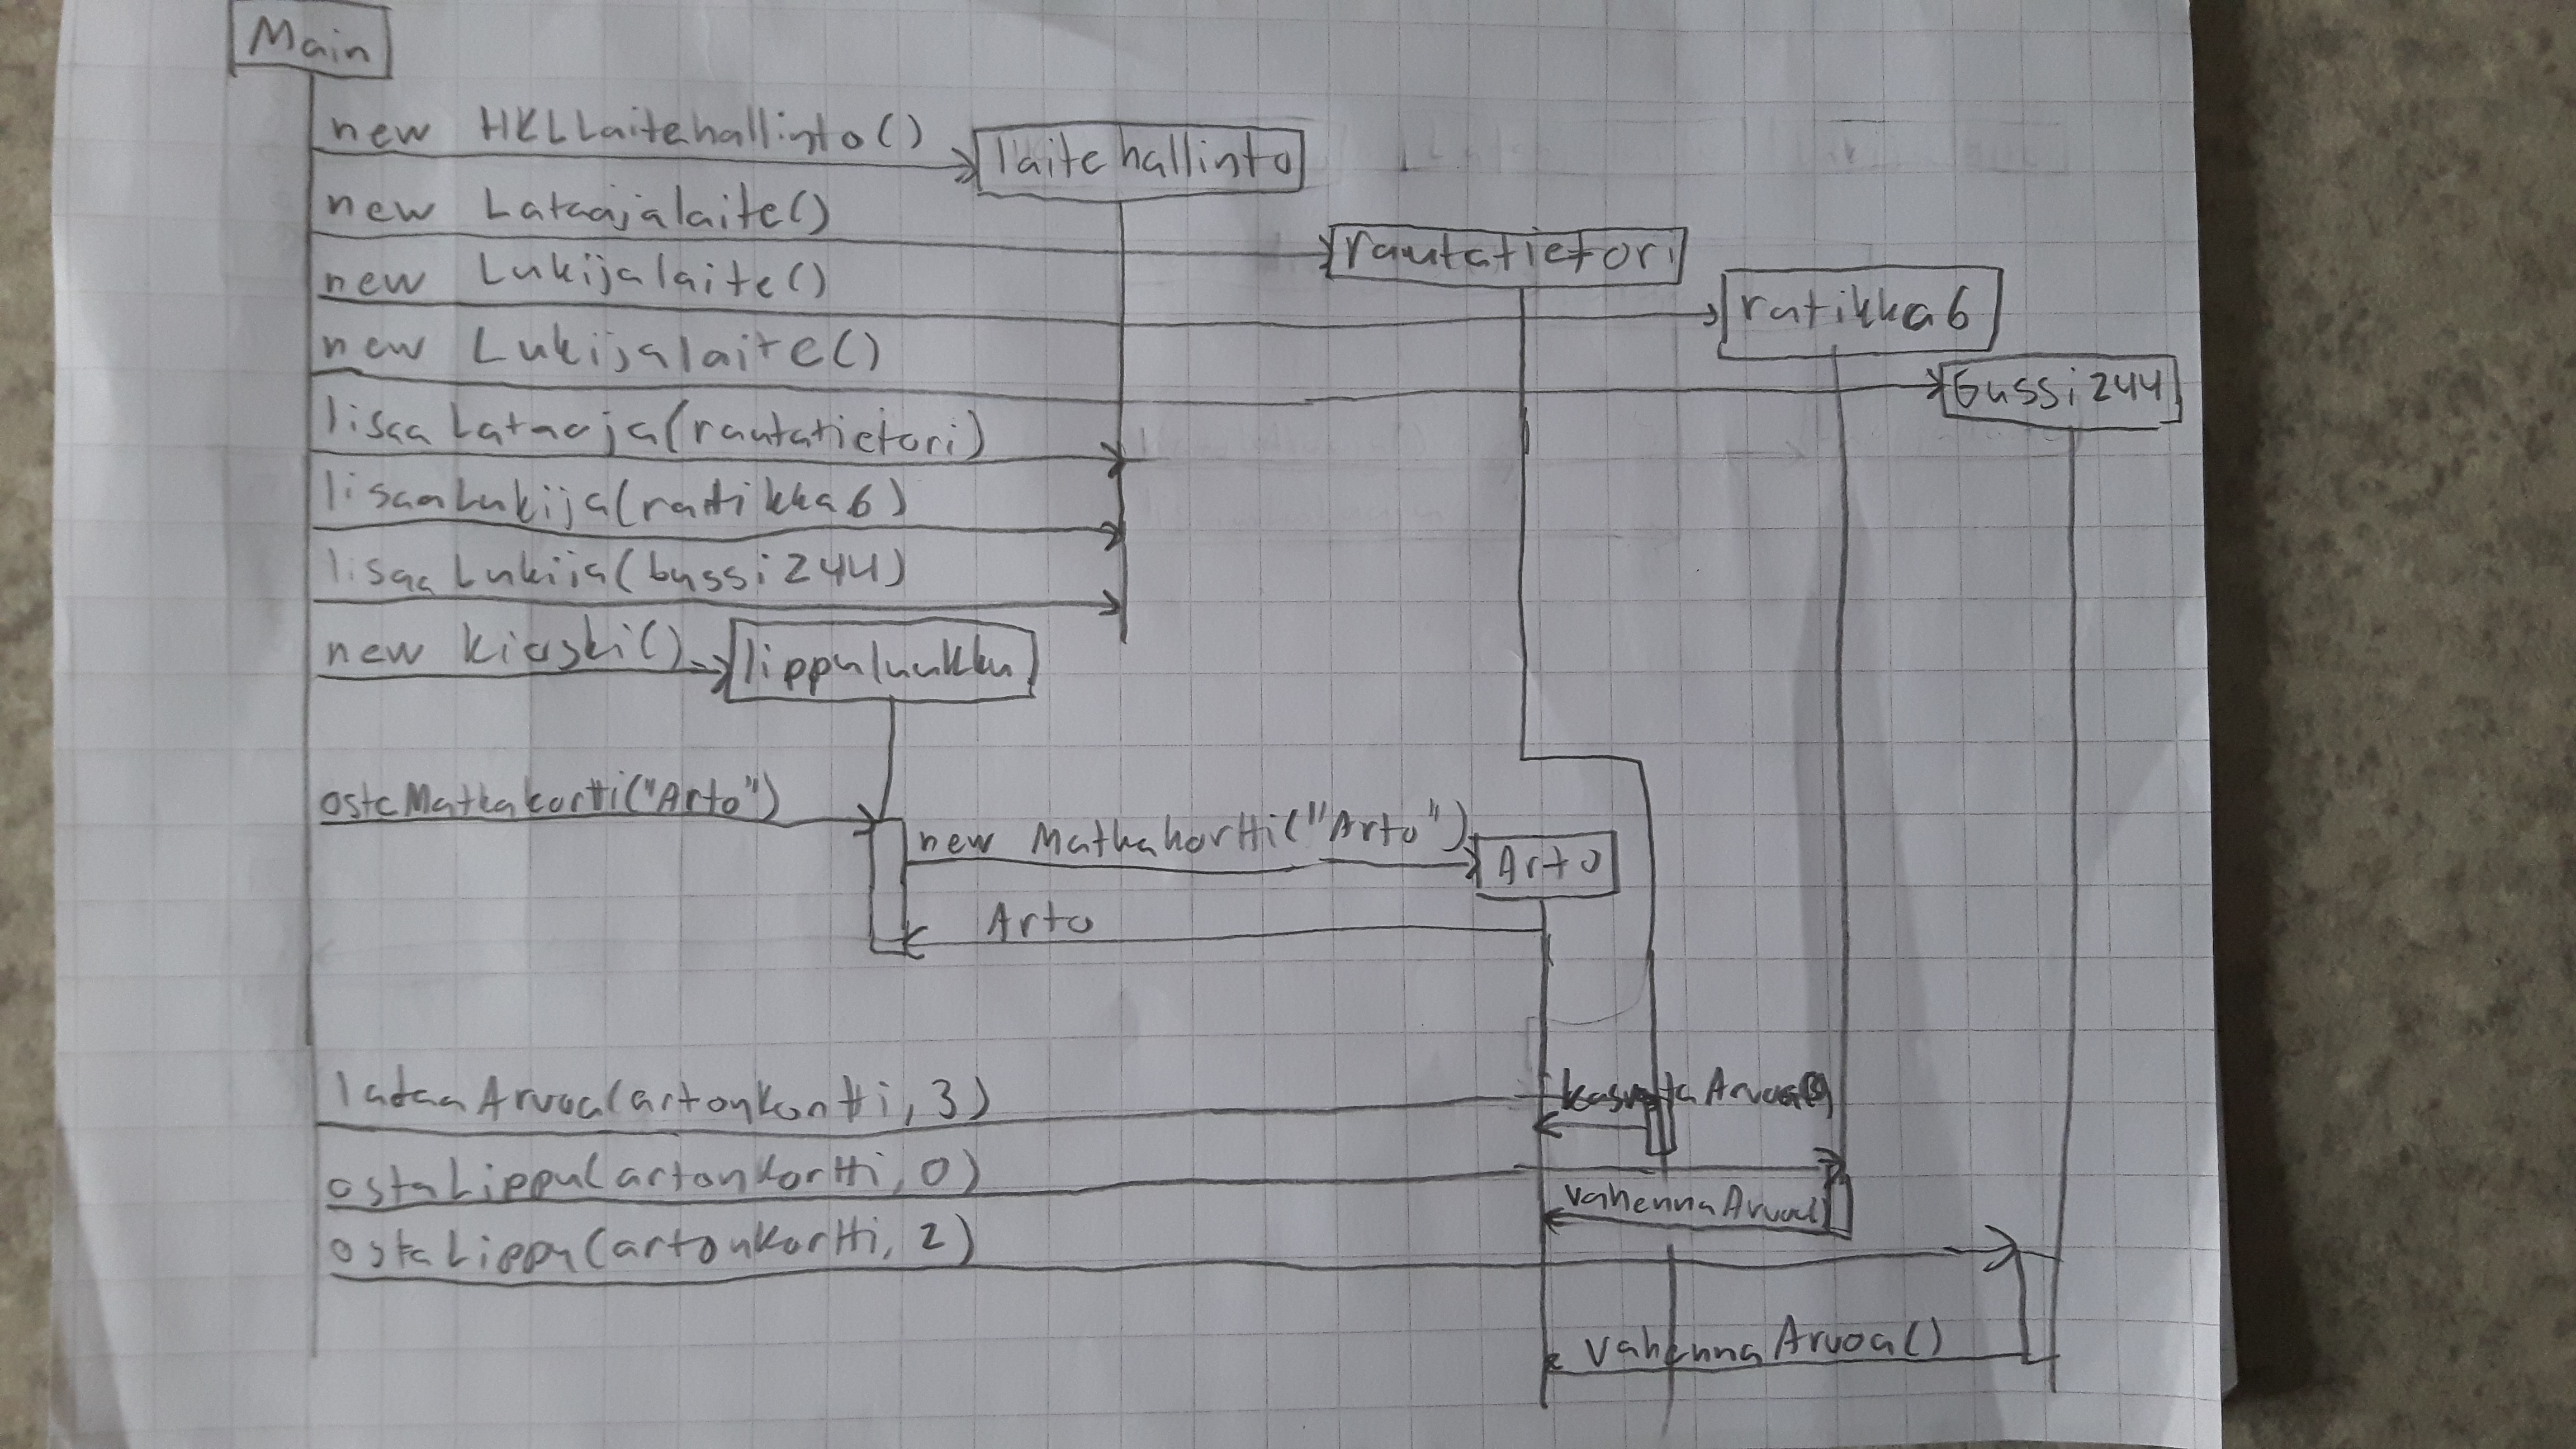 Main
new HKLLaitehallinto()
laitehallinto
new Lataajalaite()
rautatietori
new Lukijalaite()
ratikka6
new Lukijalaite()
bussi244
lisaaLataaja(rautatietori)
lisaaLukija(ratikka6)
lisaaLukija(bussi244)
new Kioski()
lippuluukku
ostaMatkakortti("Arto")
new Matkakortti("Arto")
Arto
Arto
lataaArvoa(artonKortti, 3)
kasvataArvoa(3)
ostaLippu(artonKortti, 0)
vahennaArvoa()
ostaLippu(artonKortti, 2)
vahennaArvoa()